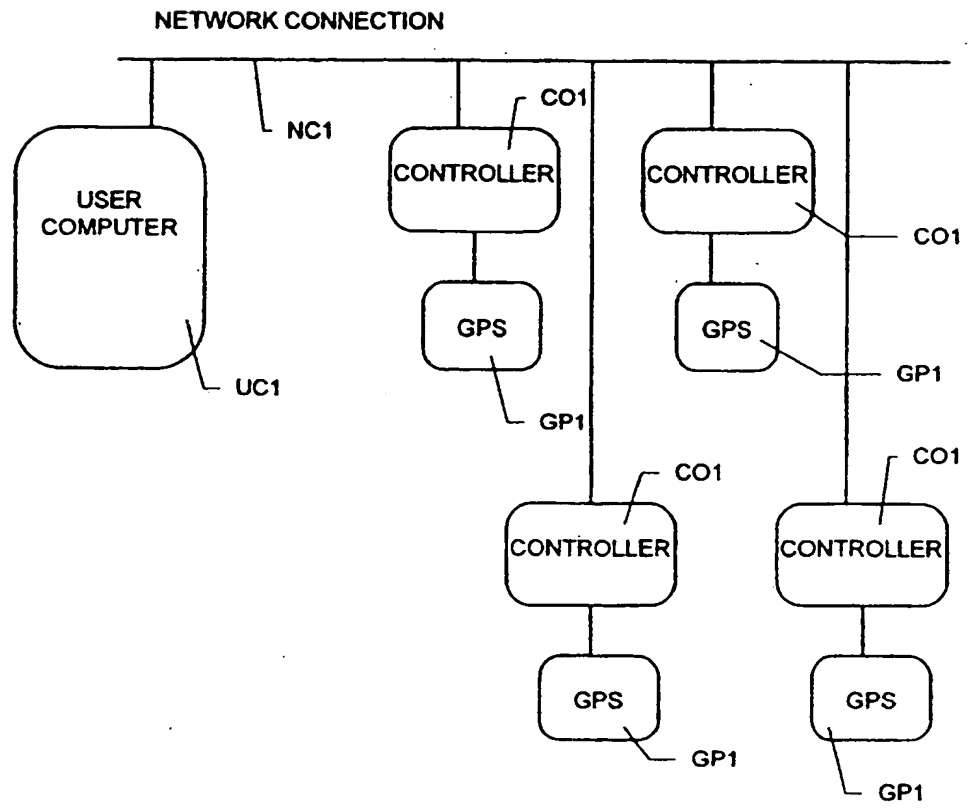 NETWORK CONNECTION
NC1
USER
COMPUTER
UC1
CO1
CONTROLLER
GPS
GP1
CONTROLLER
CO1
GPS
GP1
CO1
CONTROLLER
GPS
GP1
CO1
CONTROLLER
GPS
GP1